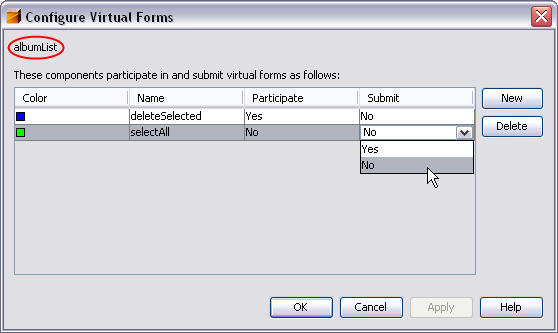 Configure Virtual Forms
albumList
These components participate in and submit virtual forms as follows:
Color Name Participate Submit New
deleteSelected Yes No
selectAll No No Delete
Yes
No
OK Cancel Apply Help